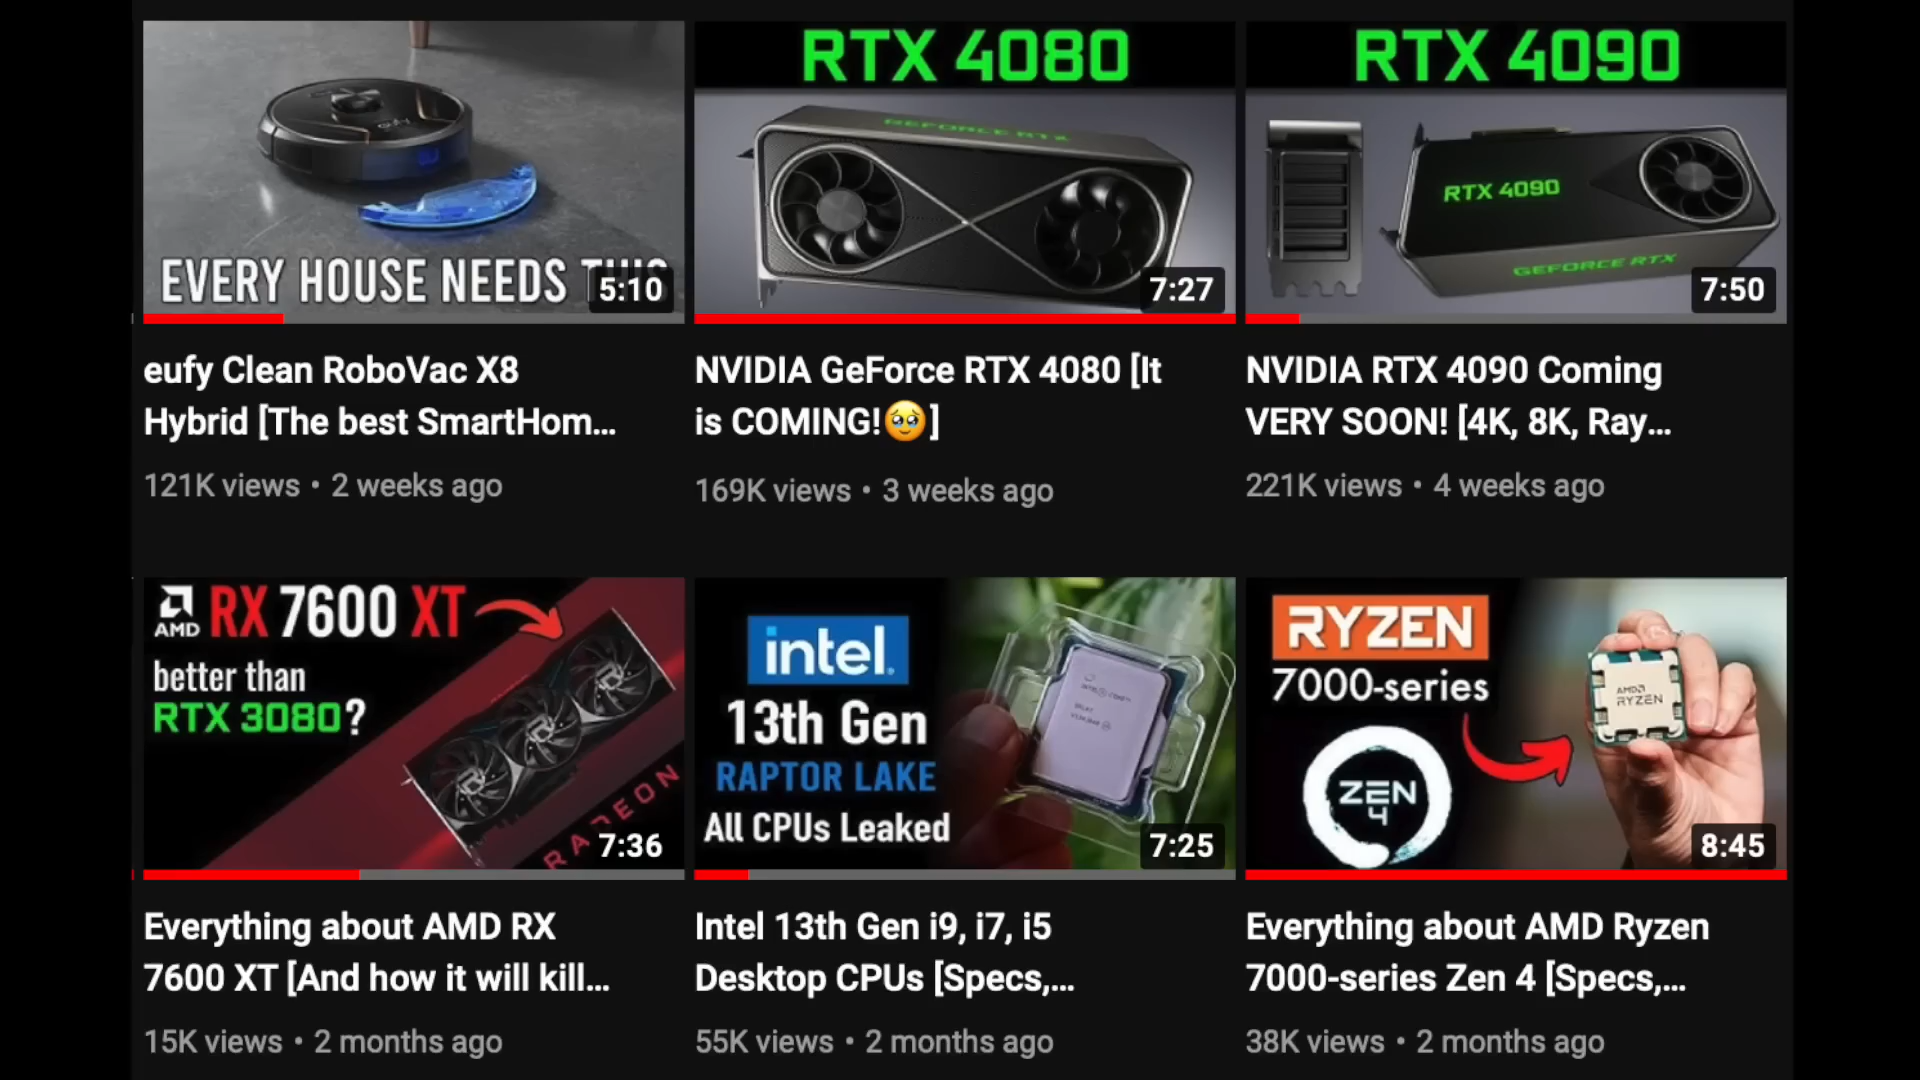 eufy
EVERY HOUSE NEEDS THIS
5:10
eufy Clean RoboVac X8
Hybrid [The best SmartHom...
121K views • 2 weeks ago
RTX 4080
GEFORCE RTX
7:27
NVIDIA GeForce RTX 4080 [It
is COMING!🥹]
169K views • 3 weeks ago
RTX 4090
RTX 4090
GEFORCE RTX
7:50
NVIDIA RTX 4090 Coming
VERY SOON! [4K, 8K, Ray...
221K views • 4 weeks ago
AMD RX 7600 XT
better than
RTX 3080?
RADEON
7:36
Everything about AMD RX
7600 XT [And how it will kill...
15K views • 2 months ago
intel.
13th Gen
RAPTOR LAKE
All CPUs Leaked
7:25
Intel 13th Gen i9, i7, i5
Desktop CPUs [Specs,...
55K views • 2 months ago
RYZEN
7000-series
ZEN
4
AMD
RYZEN
8:45
Everything about AMD Ryzen
7000-series Zen 4 [Specs,...
38K views • 2 months ago